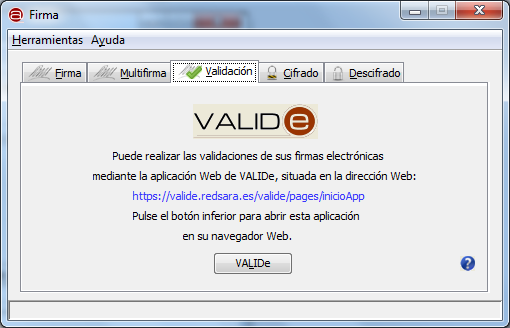 Firma
Herramientas Ayuda
Firma Multifirma Validación Cifrado Descifrado
VALIDe
Puede realizar las validaciones de sus firmas electrónicas
mediante la aplicación Web de VALIDe, situada en la dirección Web:
https://valide.redsara.es/valide/pages/inicioApp
Pulse el botón inferior para abrir esta aplicación
en su navegador Web.
VALIDe